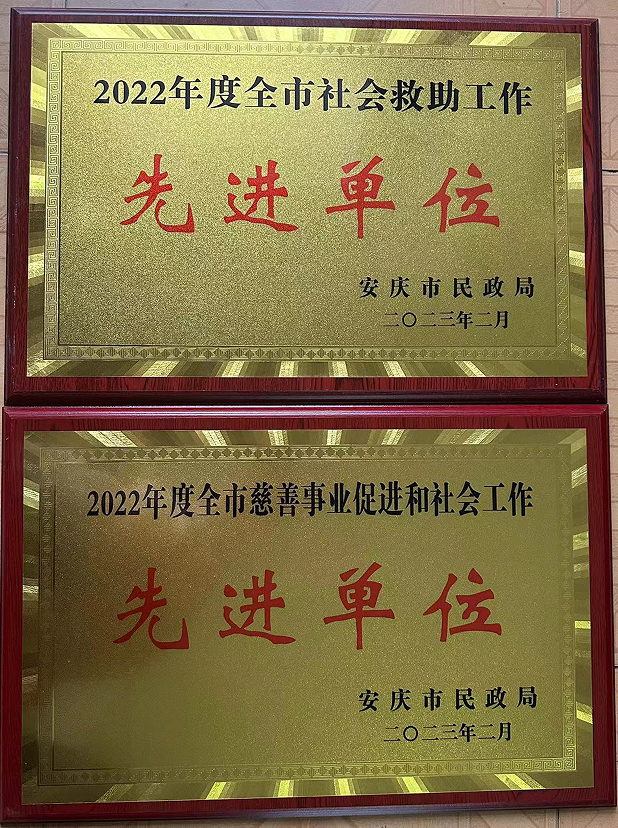 2022年度全市社会救助工作
先进单位
安庆市民政局
二〇二三年二月
2022年度全市慈善事业促进和社会工作
先进单位
安庆市民政局
二〇二三年二月